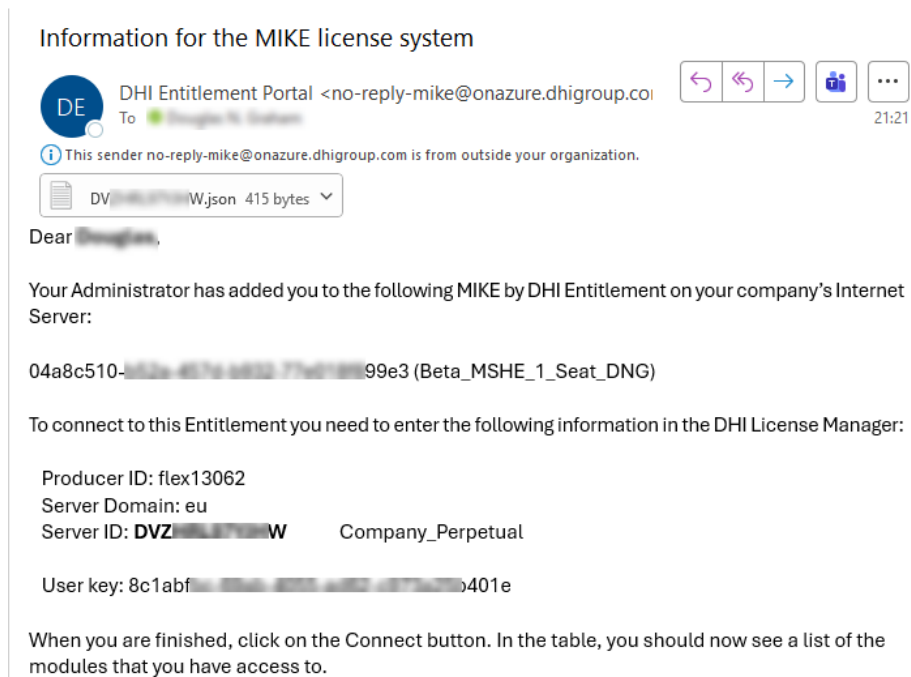 Information for the MIKE license system
DE
DHI Entitlement Portal <no-reply-mike@onazure.dhigroup.co
To
21:21
This sender no-reply-mike@onazure.dhigroup.com is from outside your organization.
DV W.json 415 bytes
Dear ,
Your Administrator has added you to the following MIKE by DHI Entitlement on your company’s Internet
Server:
04a8c510- 99e3 (Beta_MSHE_1_Seat_DNG)
To connect to this Entitlement you need to enter the following information in the DHI License Manager:
Producer ID: flex13062
Server Domain: eu
Server ID: DVZ W Company_Perpetual
User key: 8c1abf b401e
When you are finished, click on the Connect button. In the table, you should now see a list of the
modules that you have access to.